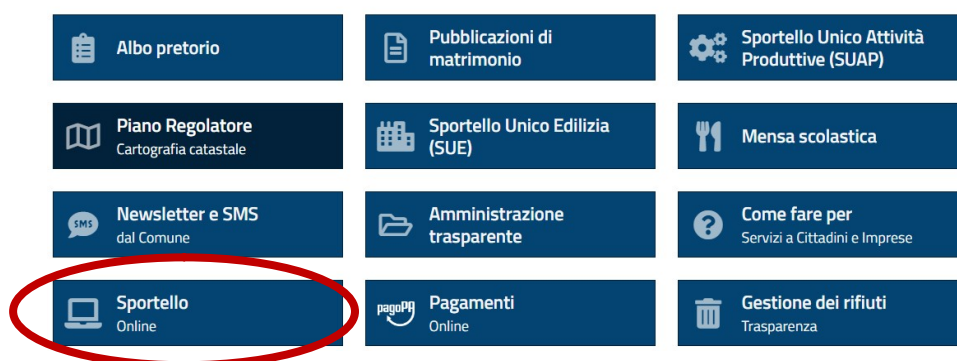 Albo pretorio
Pubblicazioni di
matrimonio
Sportello Unico Attività
Produttive (SUAP)
Piano Regolatore
Cartografia catastale
Sportello Unico Edilizia
(SUE)
Mensa scolastica
SMS
Newsletter e SMS
dal Comune
Amministrazione
trasparente
?
Come fare per
Servizi a Cittadini e Imprese
Sportello
Online
pagoPA
Pagamenti
Online
Gestione dei rifiuti
Trasparenza